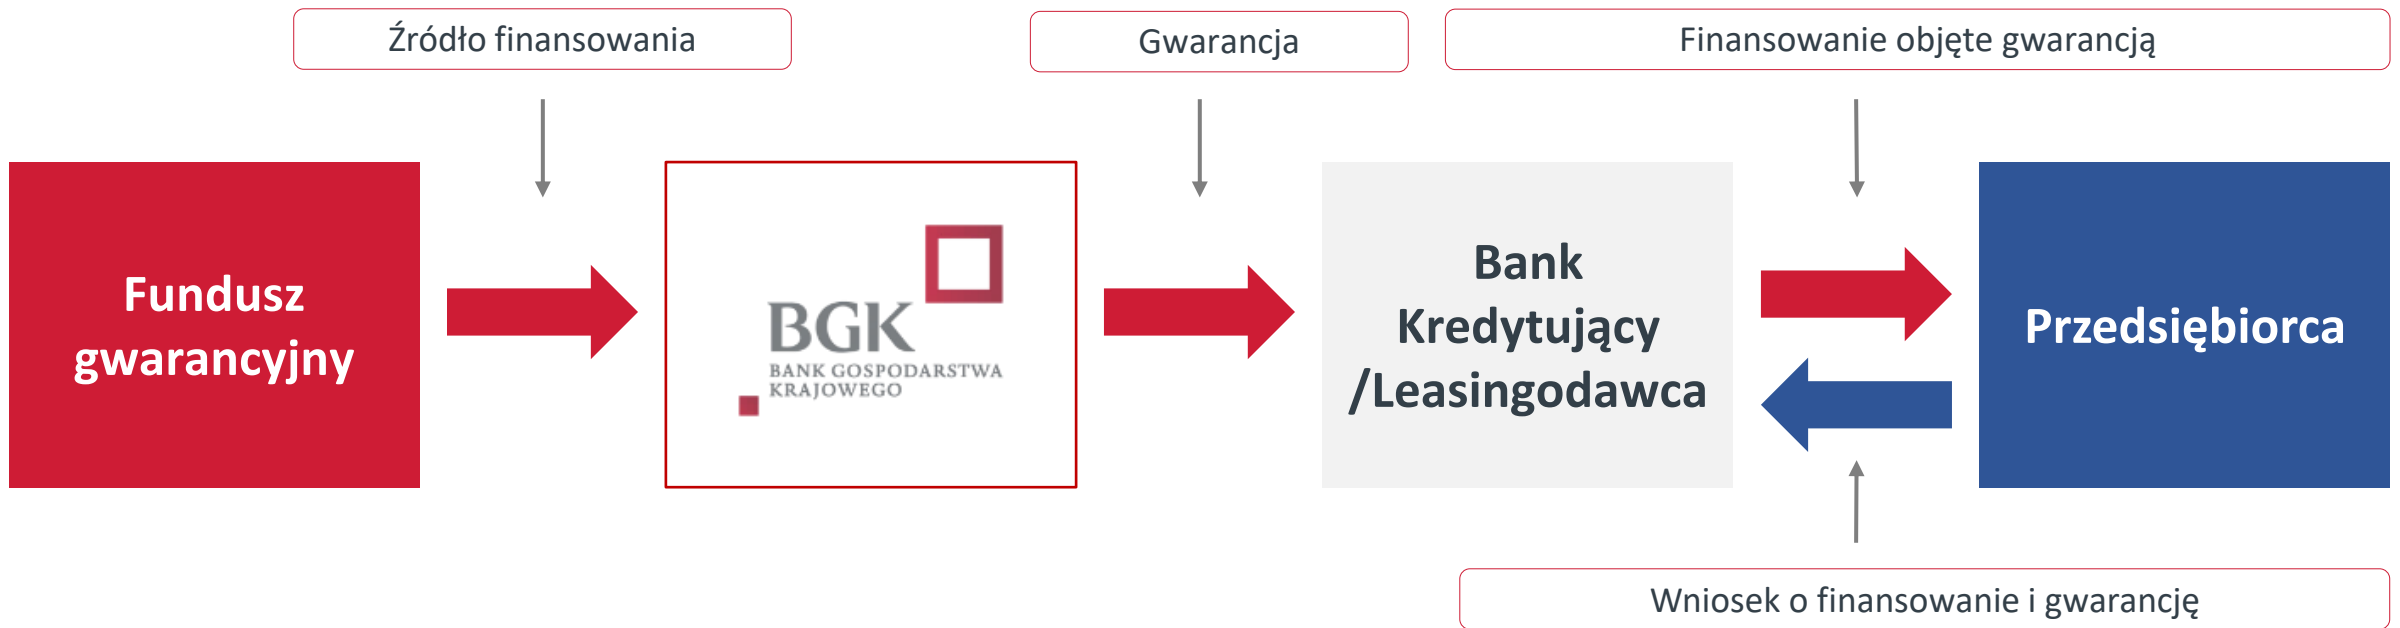 Źródło finansowania
Gwarancja
Finansowanie objęte gwarancją
Fundusz
gwarancyjny
BGK
BANK GOSPODARSTWA
KRAJOWEGO
Bank
Kredytujący
/Leasingodawca
Przedsiębiorca
Wniosek o finansowanie i gwarancję